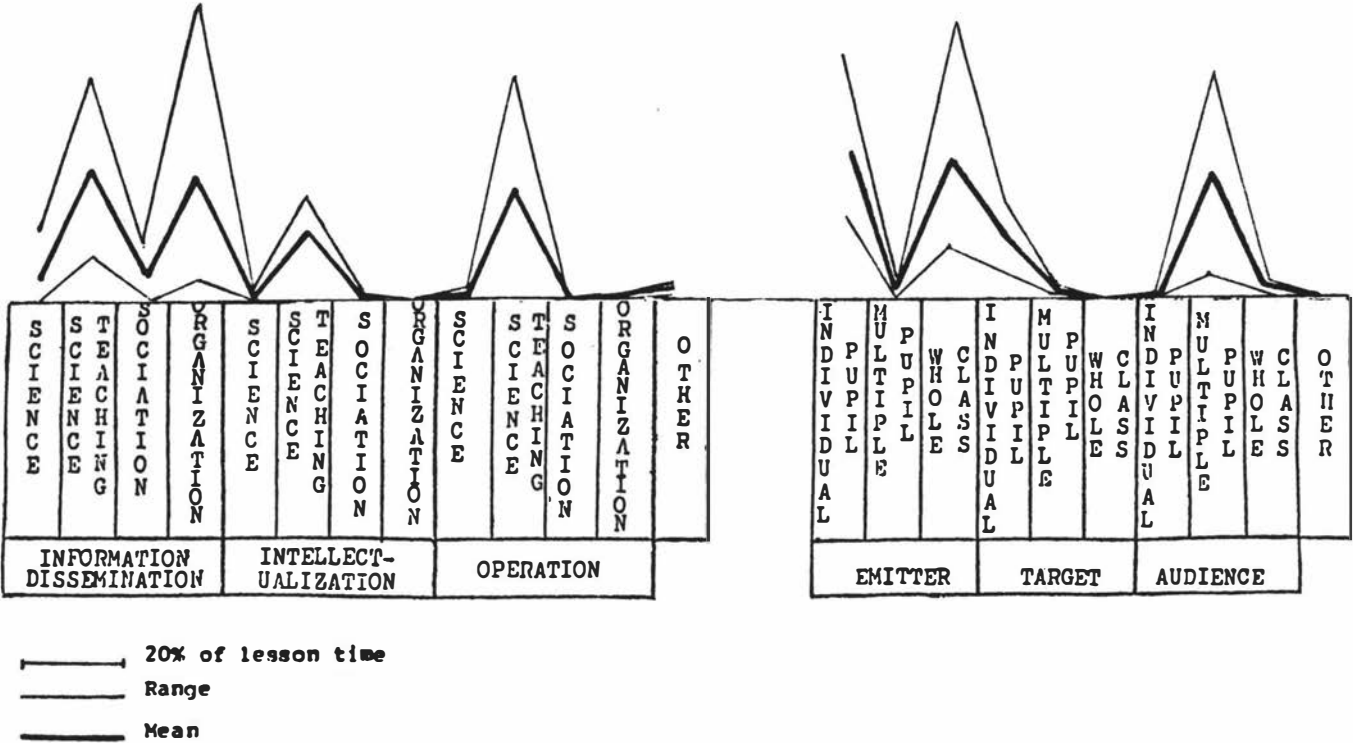 SCIENCE
SCIENCE TEACHING
SOCIATION
ORGANIZATION
SCIENCE
SCIENCE TEACHING
SOCIATION
ORGANIZATION
SCIENCE
SCIENCE TEACHING
SOCIATION
ORGANIZATION
OTHER
INFORMATION
DISSEMINATION
INTELLECT-
UALIZATION
OPERATION
INDIVIDUAL PUPIL
MULTIPLE PUPIL
WHOLE CLASS
INDIVIDUAL PUPIL
MULTIPLE PUPIL
WHOLE CLASS
INDIVIDUAL PUPIL
MULTIPLE PUPIL
WHOLE CLASS
OTHER
EMITTER
TARGET
AUDIENCE
20% of lesson time
Range
Mean